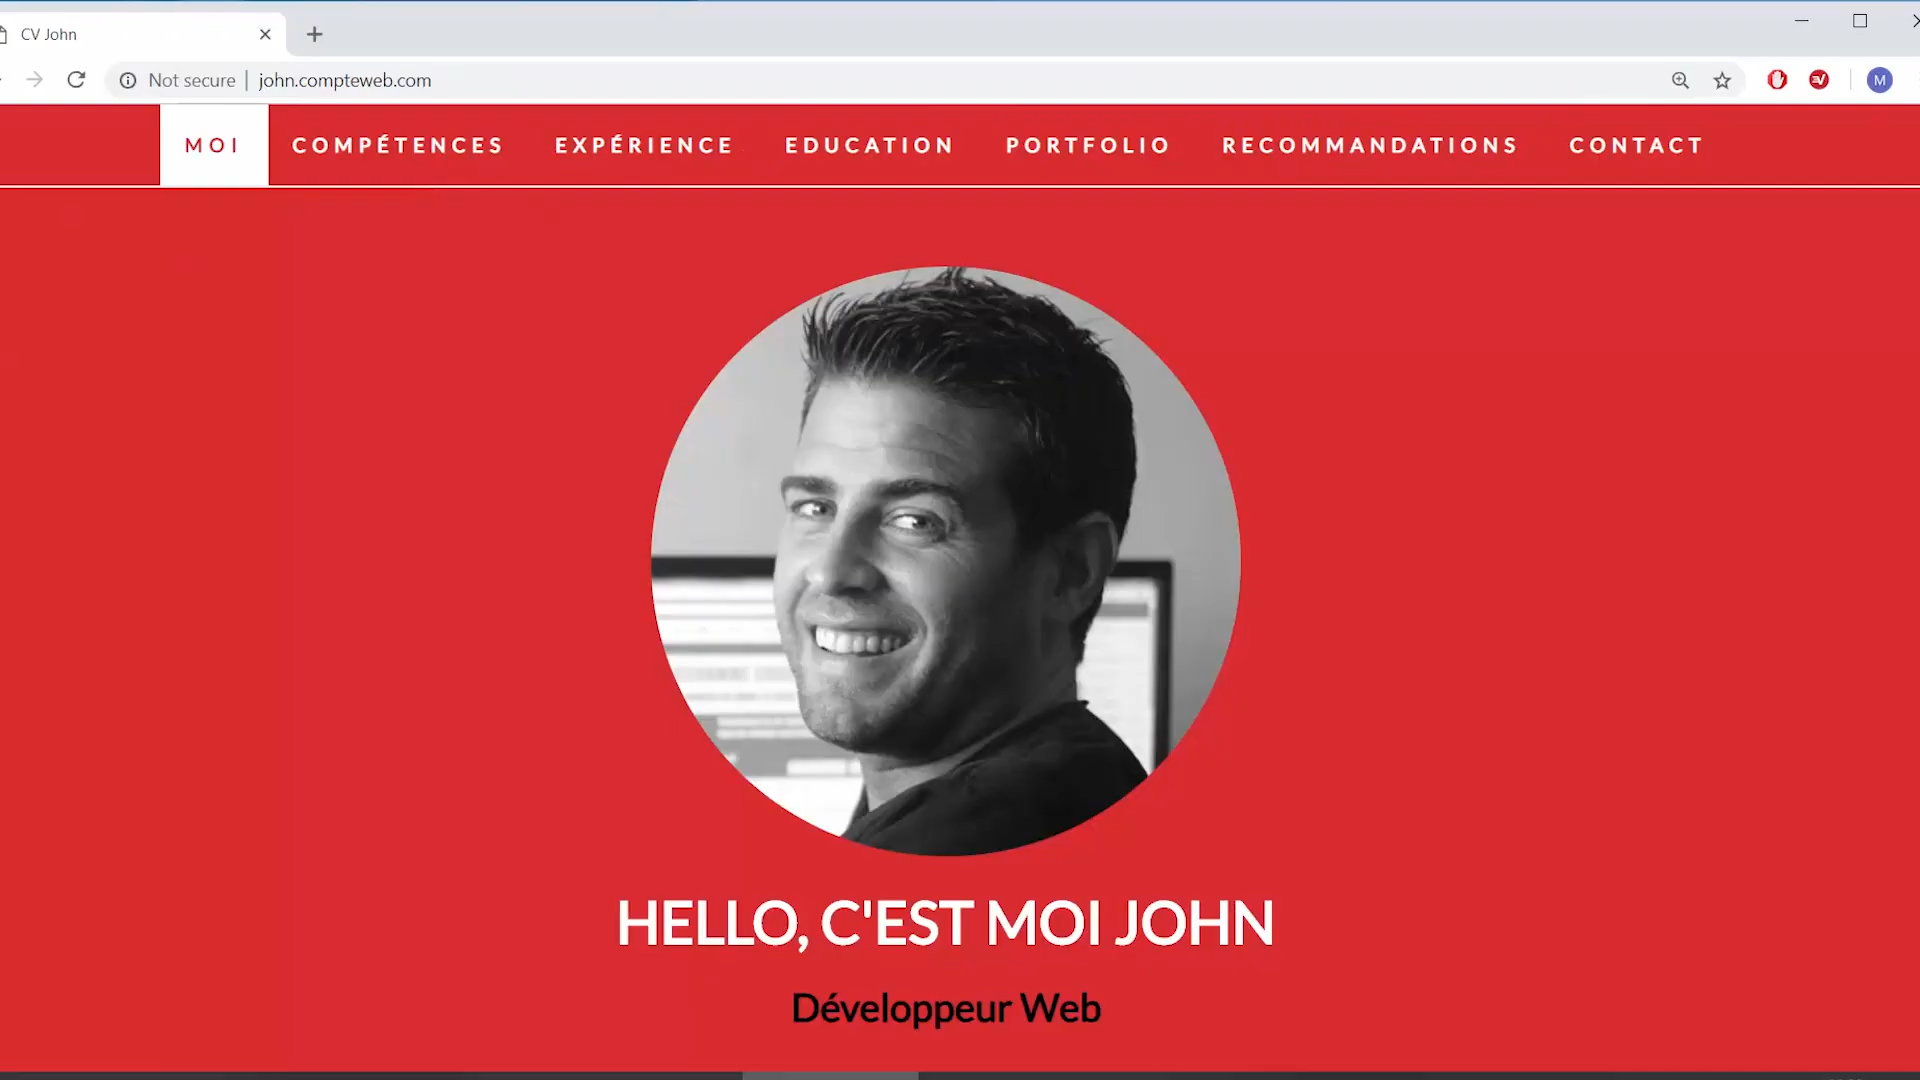 CV John
Not secure | john.compteweb.com
M
MOI COMPÉTENCES EXPÉRIENCE EDUCATION PORTFOLIO RECOMMANDATIONS CONTACT
HELLO, C'EST MOI JOHN
Développeur Web